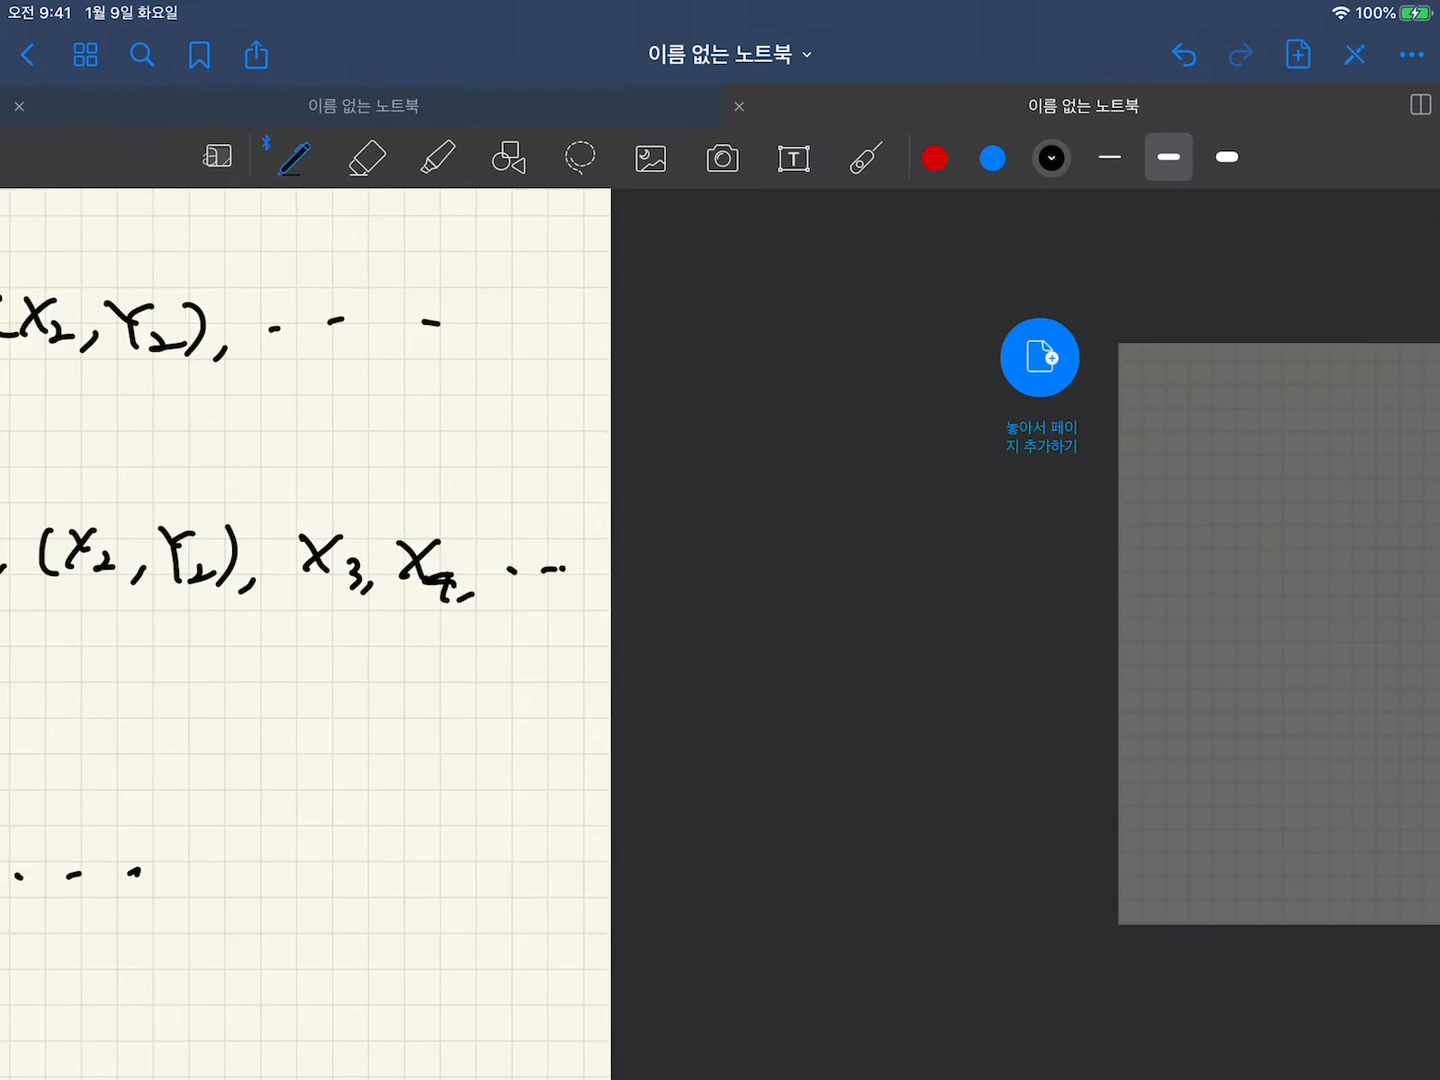 오전 9:41 1월 9일 화요일 100%
이름 없는 노트북
이름 없는 노트북 이름 없는 노트북
T
(X₂, Y₂), . . .
놓아서 페이
지 추가하기
, (X₂, Y₂), X₃, X₄, . . .
. . .